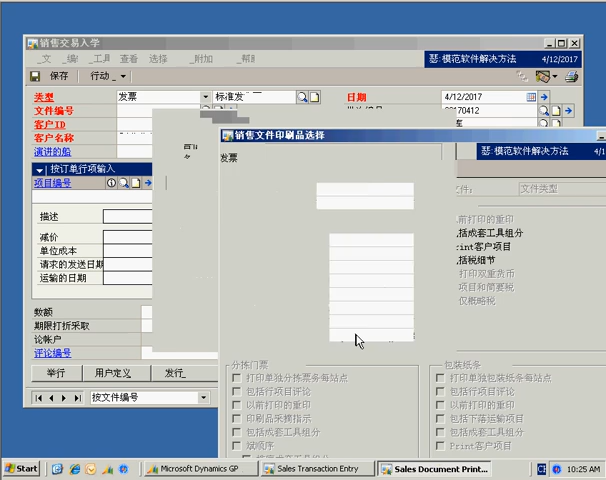 销售交易入学
_文 _编 _工具 查看 选择 _附加 _帮助
瑟: 模范软件解决方法 4/12/2017
保存 行动_
类型 发票 标准发 日期 4/12/2017
文件编号 20170412
客户ID
客户名称
演讲的船
销售文件印刷品选择
发票
瑟: 模范软件解决方法
按订单行项输入
项目编号
文件类型
以前打印的重印
包括成套工具组分
Print客户项目
包括税细节
打印双重货币
项目和简要税
仅概略税
描述
减价
单位成本
请求的发送日期
运输的日期
数额
期限打折采取
论帐户
评论编号
举行 用户定义 发行_
按文件编号
分拣门票
打印单独分拣票务每站点
包括行项目评论
以前打印的重印
印刷品采摘指示
包括成套工具组分
斌顺序
包装纸条
打印单独包装纸条每站点
包括行项目评论
以前打印的重印
包括下落运输项目
包括成套工具组分
Print客户项目
Start Microsoft Dynamics GP Sales Transaction Entry Sales Document Print... 10:25 AM